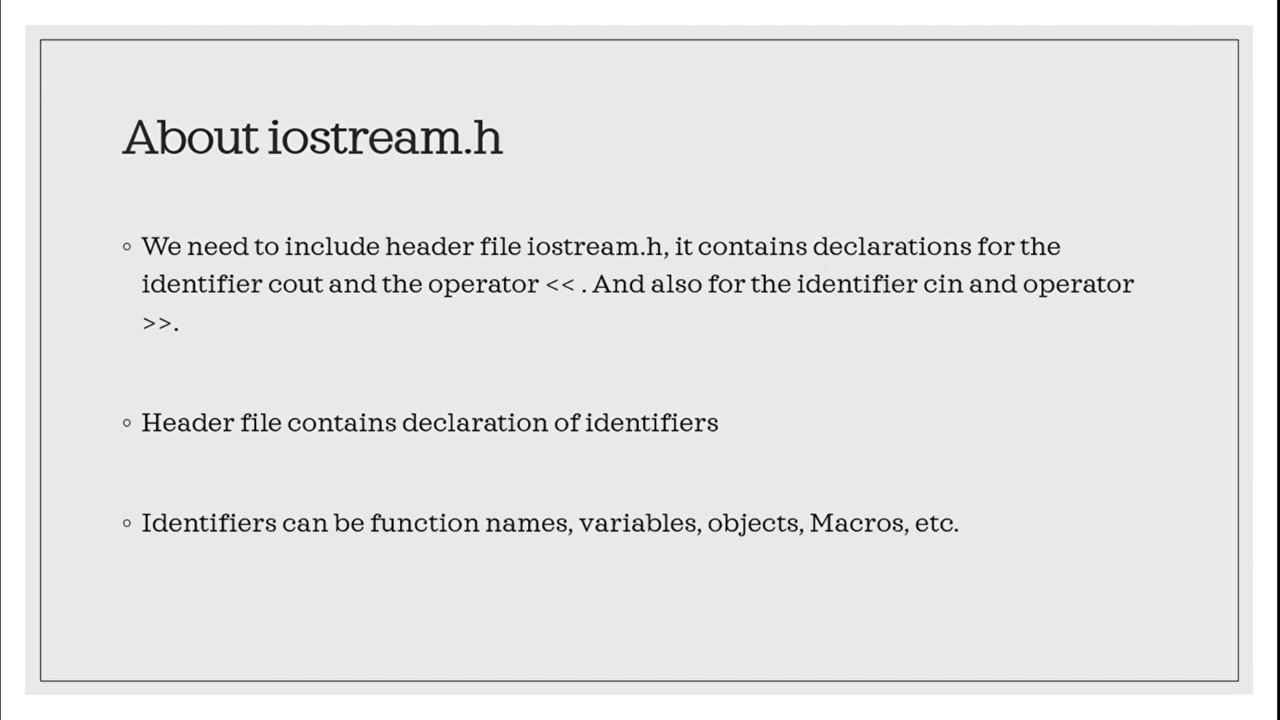 About iostream.h
◦ We need to include header file iostream.h, it contains declarations for the
identifier cout and the operator << . And also for the identifier cin and operator
>>.
◦ Header file contains declaration of identifiers
◦ Identifiers can be function names, variables, objects, Macros, etc.